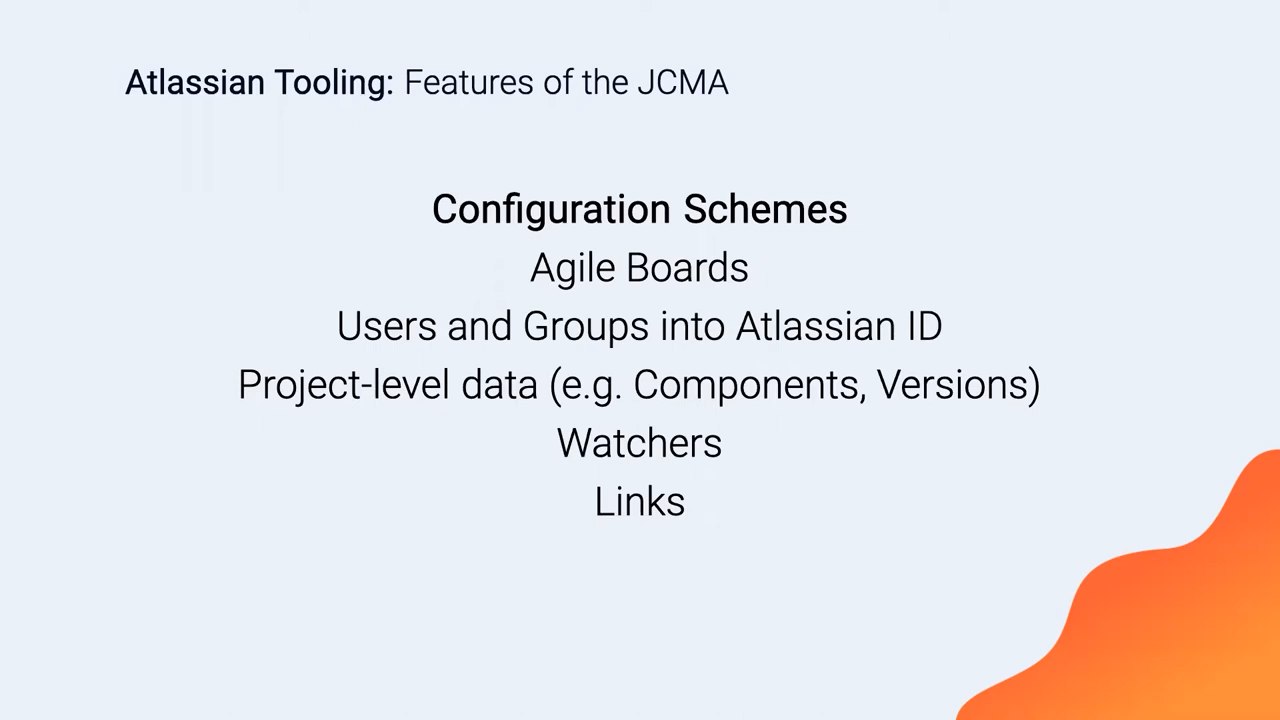 Atlassian Tooling: Features of the JCMA
Configuration Schemes
Agile Boards
Users and Groups into Atlassian ID
Project-level data (e.g. Components, Versions)
Watchers
Links